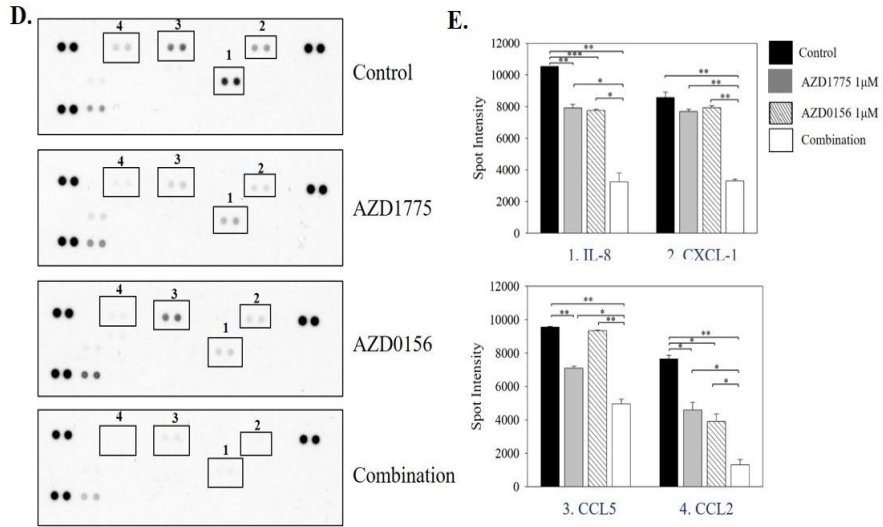 D.
4 3 2
1
Control
4 3 2
1
AZD1775
4 3 2
1
AZD0156
4 3 2
1
Combination
E.
12000
10000
8000
6000
4000
2000
0
Spot Intensity
** *** ** * *
** ** **
1. IL-8 2. CXCL-1
Control
AZD1775 1μM
AZD0156 1μM
Combination
12000
10000
8000
6000
4000
2000
0
Spot Intensity
** ** * **
** * * * *
3. CCL5 4. CCL2